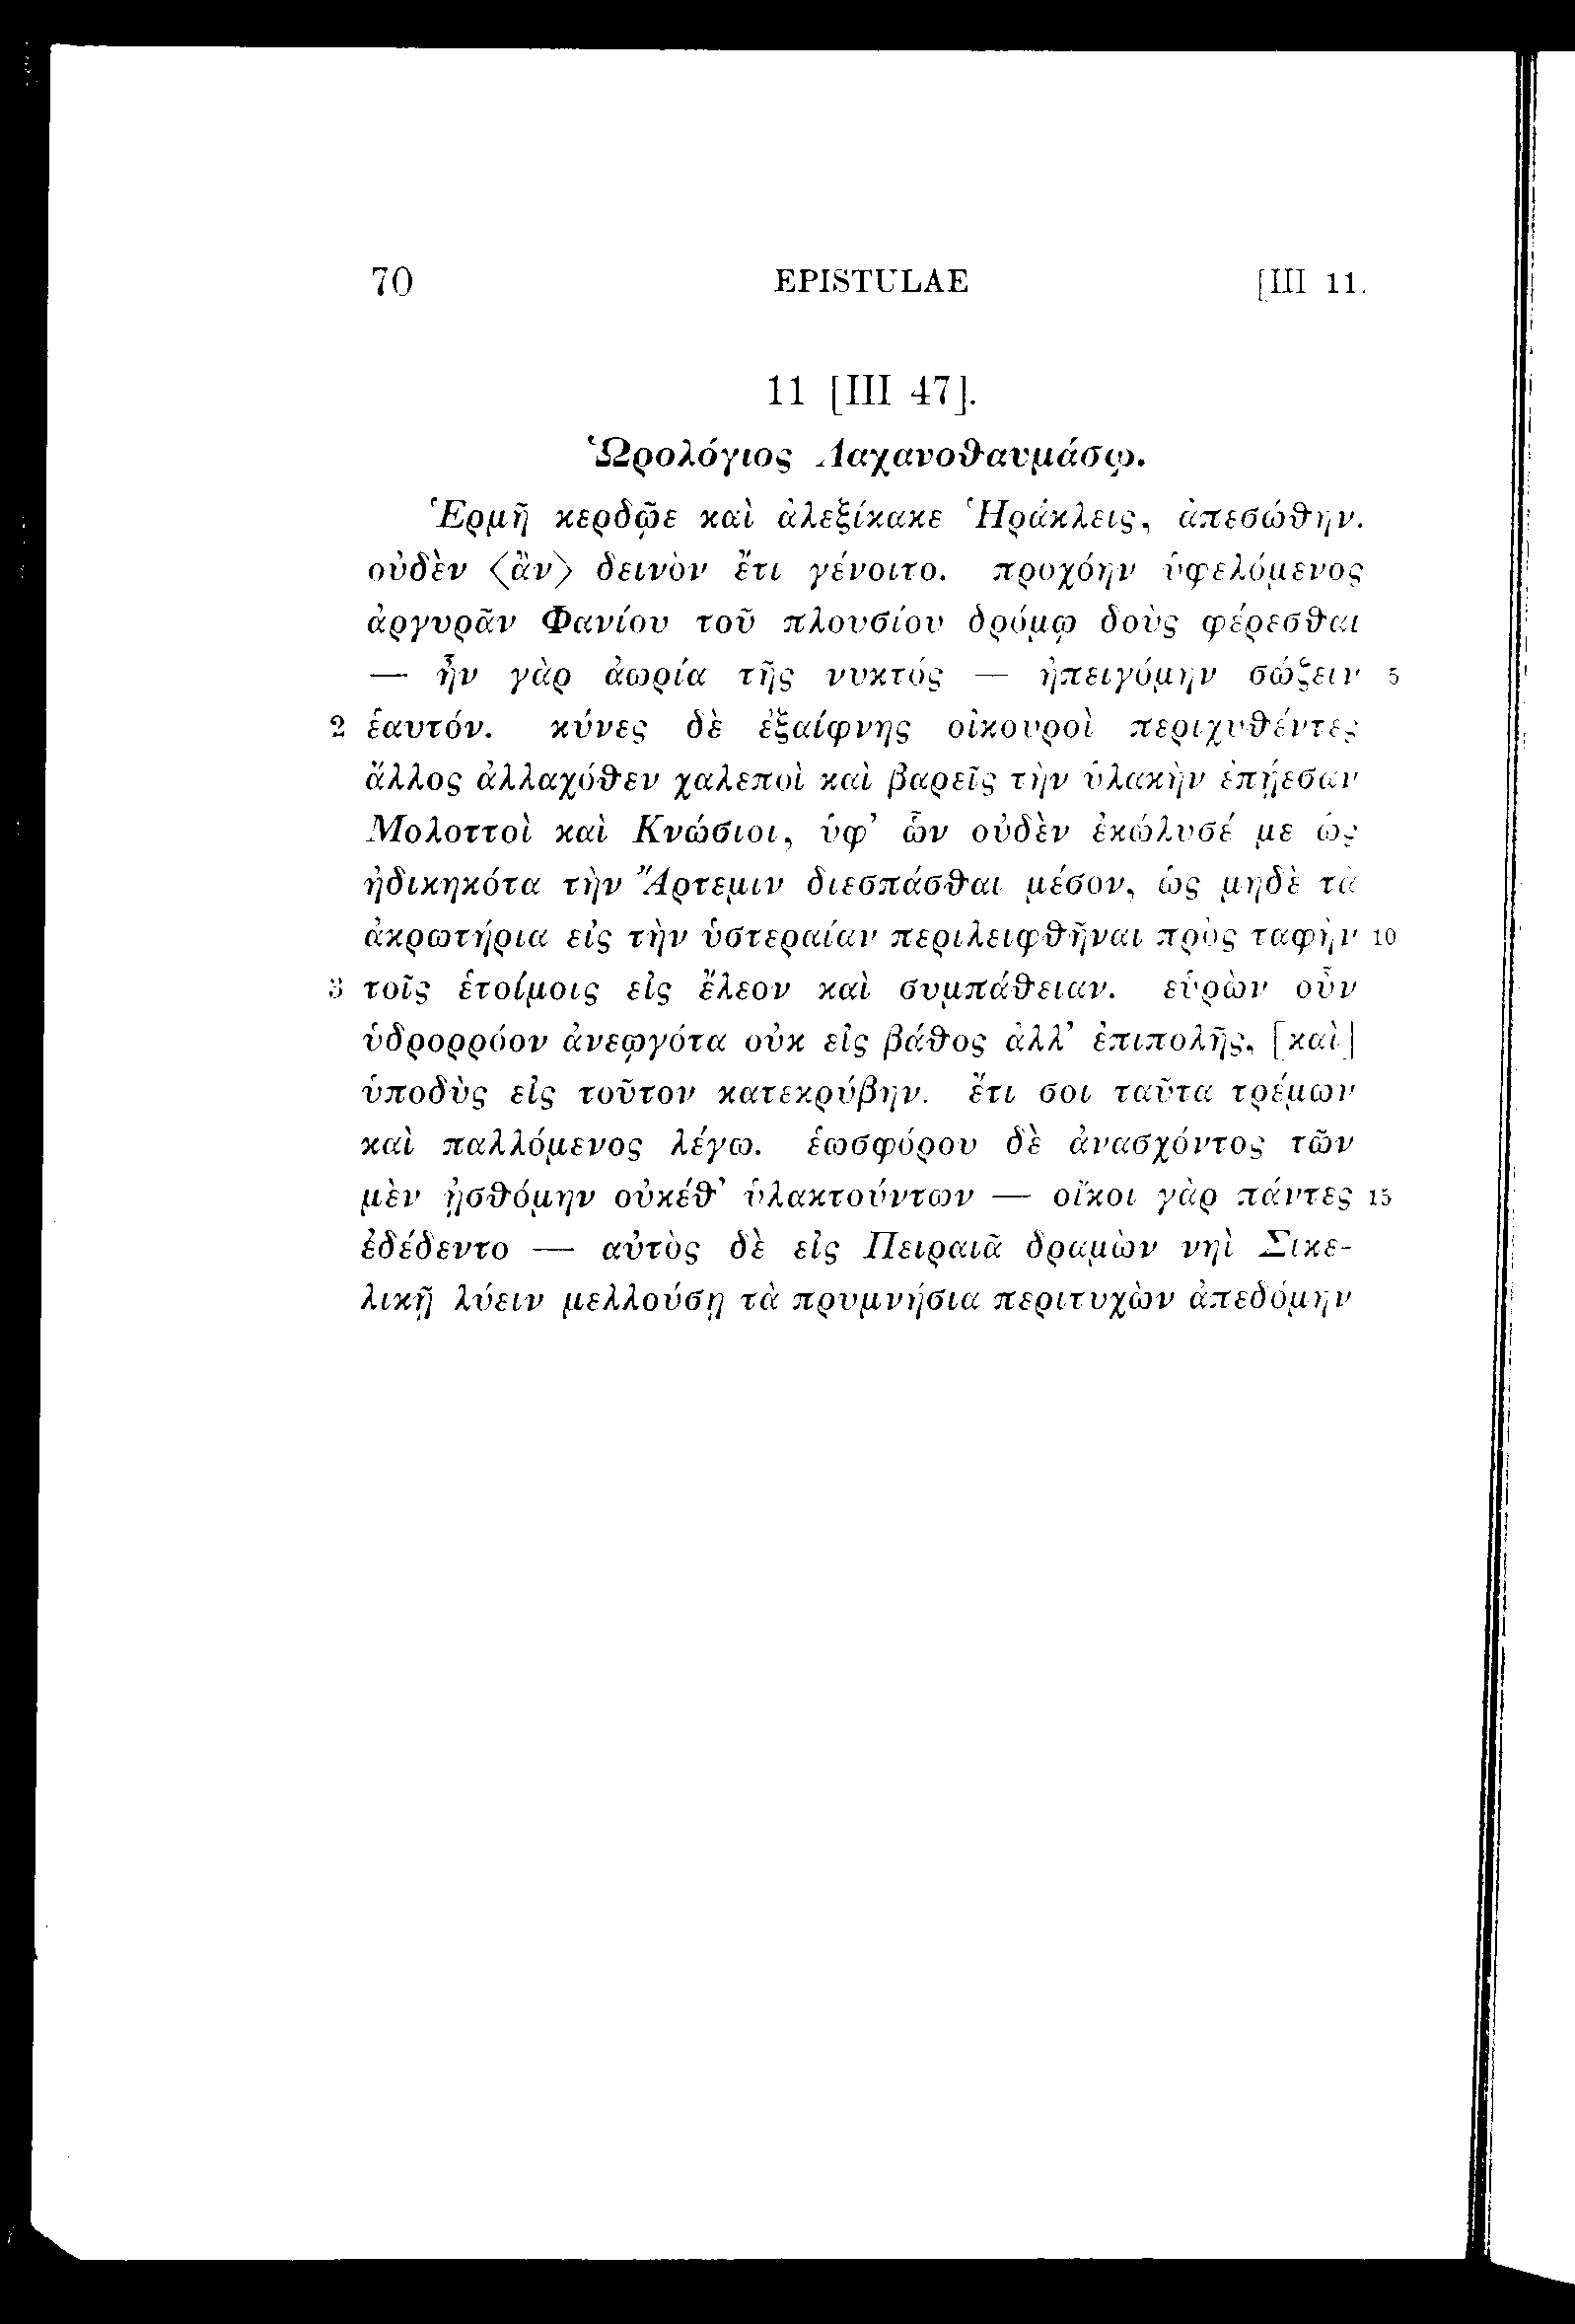 70 EPISTULAE [III 11.
11 [III 47].
Ὡρολόγιος Λαχανοθαυμάσῳ.
Ἑρμῆ κερδῷε καὶ ἀλεξίκακε Ἡράκλεις, ἀπεσώθην.
οὐδὲν ⟨ἂν⟩ δεινὸν ἔτι γένοιτο. προχόην ὑφελόμενος
ἀργυρᾶν Φανίου τοῦ πλουσίου δρόμῳ δοὺς φέρεσθαι
— ἦν γὰρ ἀωρία τῆς νυκτός — ἠπειγόμην σώζειν 5
2 ἑαυτόν. κύνες δὲ ἐξαίφνης οἰκουροὶ περιχυθέντες
ἄλλος ἀλλαχόθεν χαλεποὶ καὶ βαρεῖς τὴν ὑλακὴν ἐπῄεσαν
Μολοττοὶ καὶ Κνώσιοι, ὑφ’ ὧν οὐδὲν ἐκώλυσέ με ὡς
ἠδικηκότα τὴν Ἄρτεμιν διεσπάσθαι μέσον, ὡς μηδὲ τὰ
ἀκρωτήρια εἰς τὴν ὑστεραίαν περιλειφθῆναι πρὸς ταφὴν 10
3 τοῖς ἑτοίμοις εἰς ἔλεον καὶ συμπάθειαν. εὑρὼν οὖν
ὑδρορρόον ἀνεῳγότα οὐκ εἰς βάθος ἀλλ’ ἐπιπολῆς, [καὶ]
ὑποδὺς εἰς τοῦτον κατεκρύβην. ἔτι σοι ταῦτα τρέμων
καὶ παλλόμενος λέγω. ἑωσφόρου δὲ ἀνασχόντος τῶν
μὲν ᾐσθόμην οὐκέθ’ ὑλακτούντων — οἴκοι γὰρ πάντες 15
ἐδέδεντο — αὐτὸς δὲ εἰς Πειραιᾶ δραμὼν νηὶ Σικε-
λικῇ λύειν μελλούσῃ τὰ πρυμνήσια περιτυχὼν ἀπεδόμην